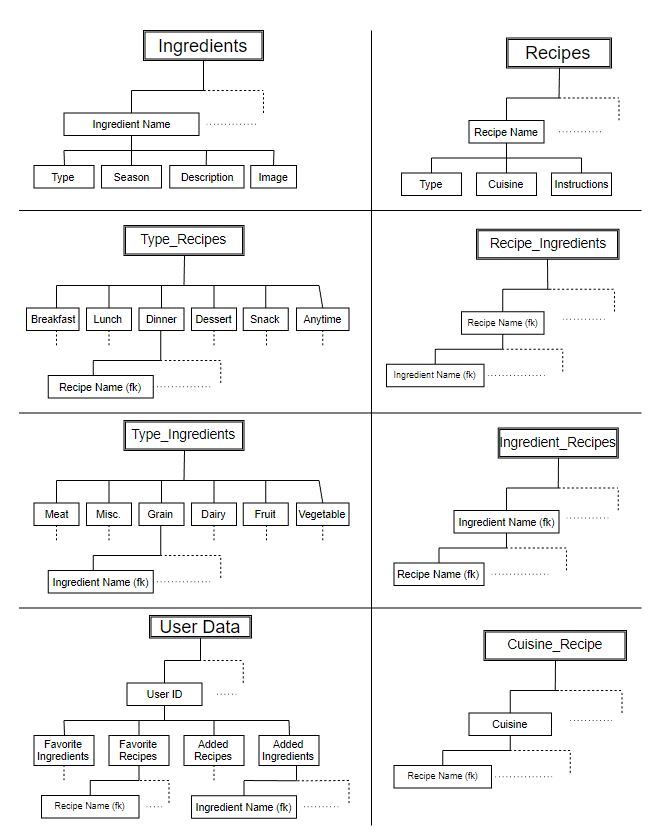 Ingredients
Ingredient Name
Type
Season
Description
Image
Recipes
Recipe Name
Type
Cuisine
Instructions
Type_Recipes
Breakfast
Lunch
Dinner
Dessert
Snack
Anytime
Recipe Name (fk)
Recipe_Ingredients
Recipe Name (fk)
Ingredient Name (fk)
Type_Ingredients
Meat
Misc.
Grain
Dairy
Fruit
Vegetable
Ingredient Name (fk)
Ingredient_Recipes
Ingredient Name (fk)
Recipe Name (fk)
User Data
User ID
Favorite
Ingredients
Favorite
Recipes
Added
Recipes
Added
Ingredients
Recipe Name (fk)
Ingredient Name (fk)
Cuisine_Recipe
Cuisine
Recipe Name (fk)